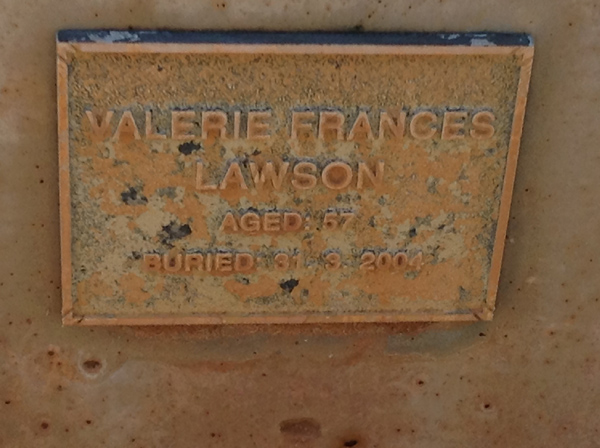 VALERIE FRANCES
LAWSON
AGED: 57
BURIED: 31. 3. 2004